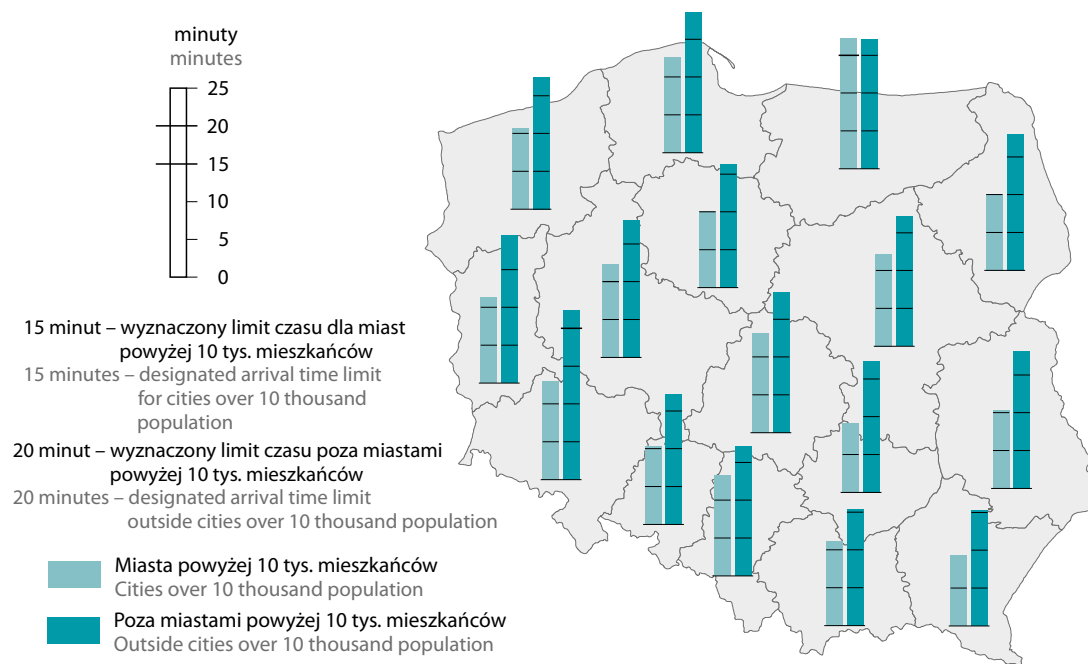 minuty
minutes
25
20
15
10
5
0
15 minut – wyznaczony limit czasu dla miast
powyżej 10 tys. mieszkańców
15 minutes – designated arrival time limit
for cities over 10 thousand
population
20 minut – wyznaczony limit czasu poza miastami
powyżej 10 tys. mieszkańców
20 minutes – designated arrival time limit
outside cities over 10 thousand population
Miasta powyżej 10 tys. mieszkańców
Cities over 10 thousand population
Poza miastami powyżej 10 tys. mieszkańców
Outside cities over 10 thousand population